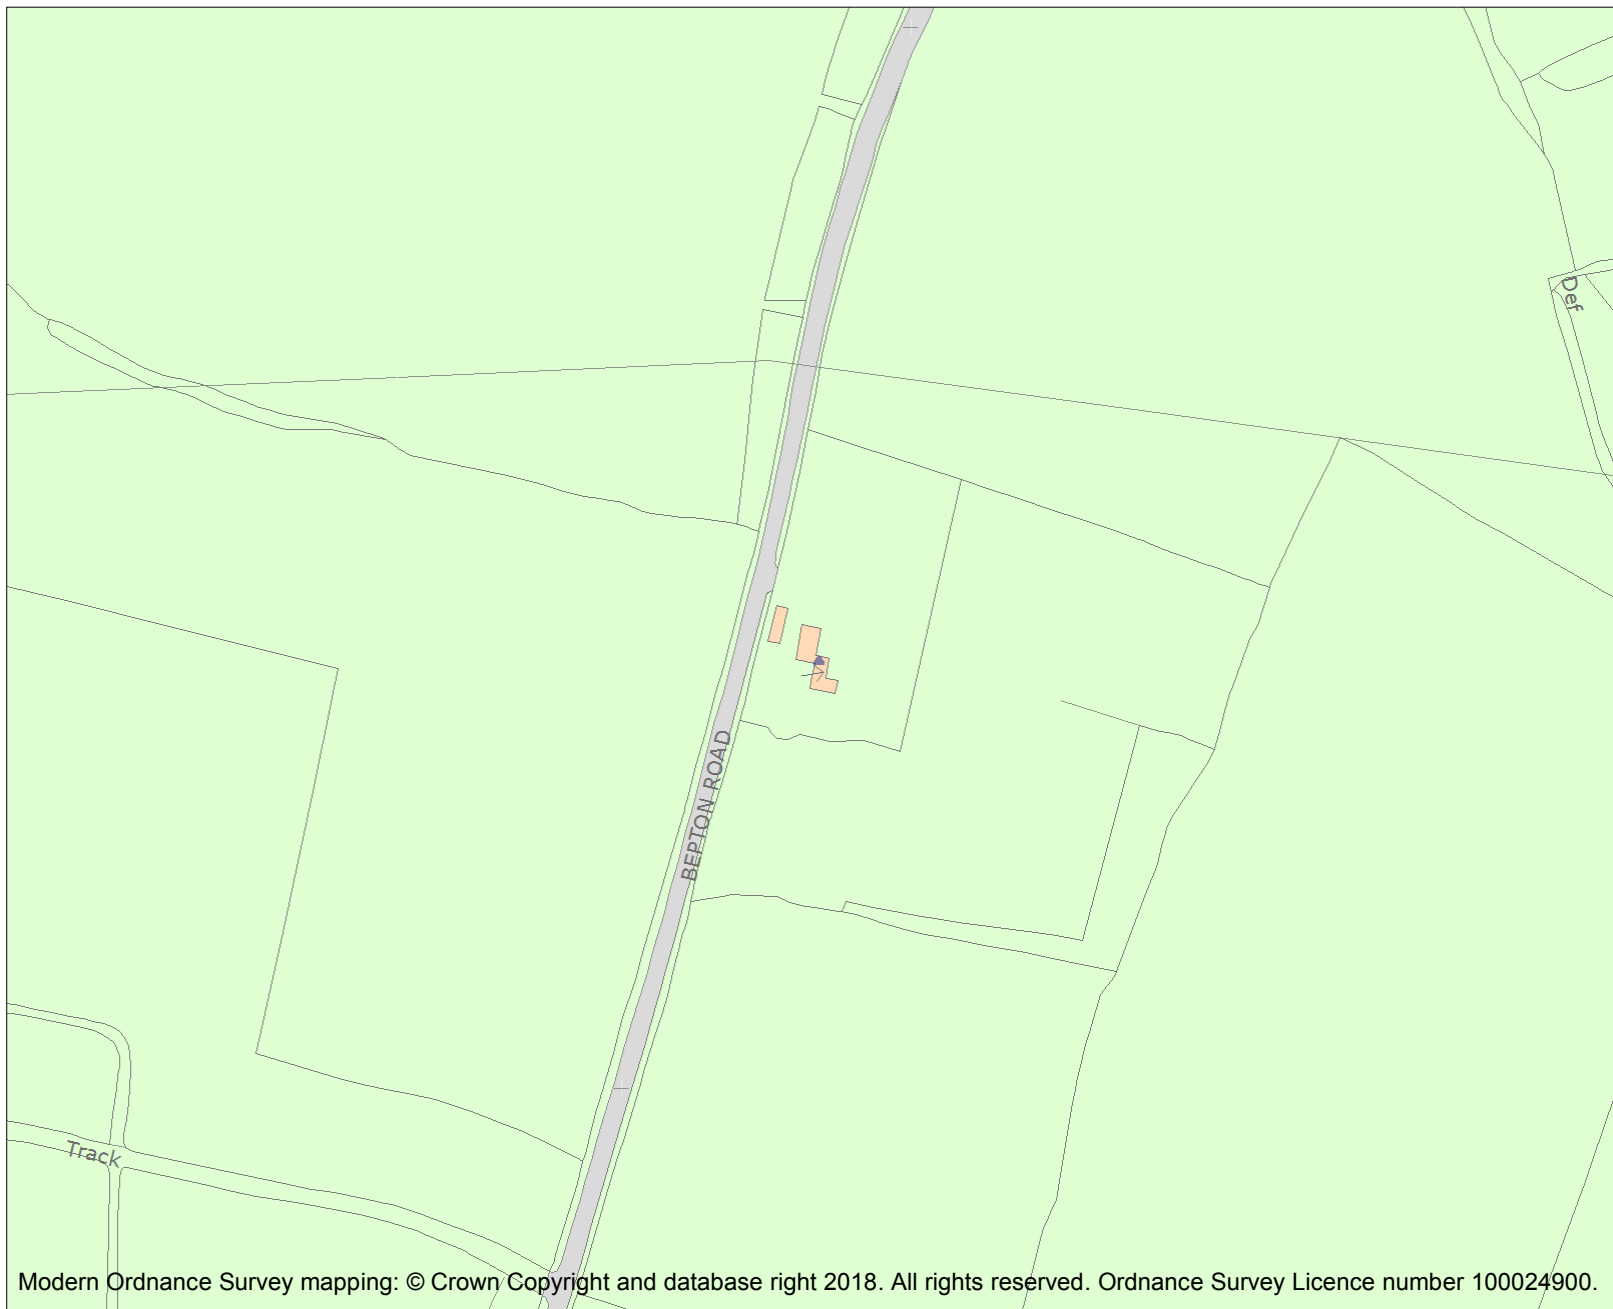 Def
BEPTON ROAD
Track
Modern Ordnance Survey mapping: © Crown Copyright and database right 2018. All rights reserved. Ordnance Survey Licence number 100024900.